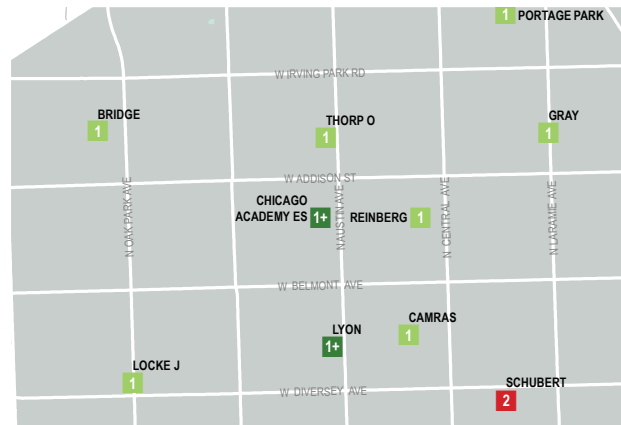 1 PORTAGE PARK
W IRVING PARK RD
BRIDGE
1
THORP O
1
GRAY
1
W ADDISON ST
N OAK PARK AVE
CHICAGO
ACADEMY ES 1+
N AUSTIN AVE
REINBERG 1
N CENTRAL AVE
N LARAMIE AVE
W BELMONT AVE
LYON
1+
CAMRAS
1
LOCKE J
1
W DIVERSEY AVE
SCHUBERT
2